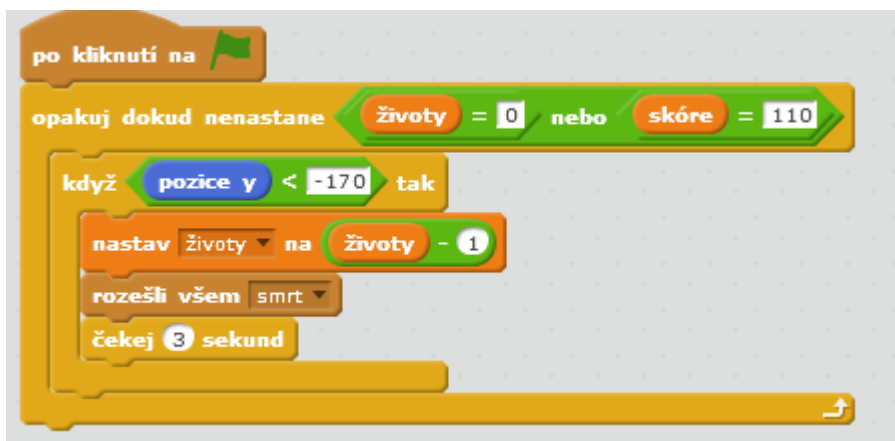 po kliknutí na
opakuj dokud nenastane životy = 0 nebo skóre = 110
když pozice y < -170 tak
nastav životy na životy - 1
rozešli všem smrt
čekej 3 sekund